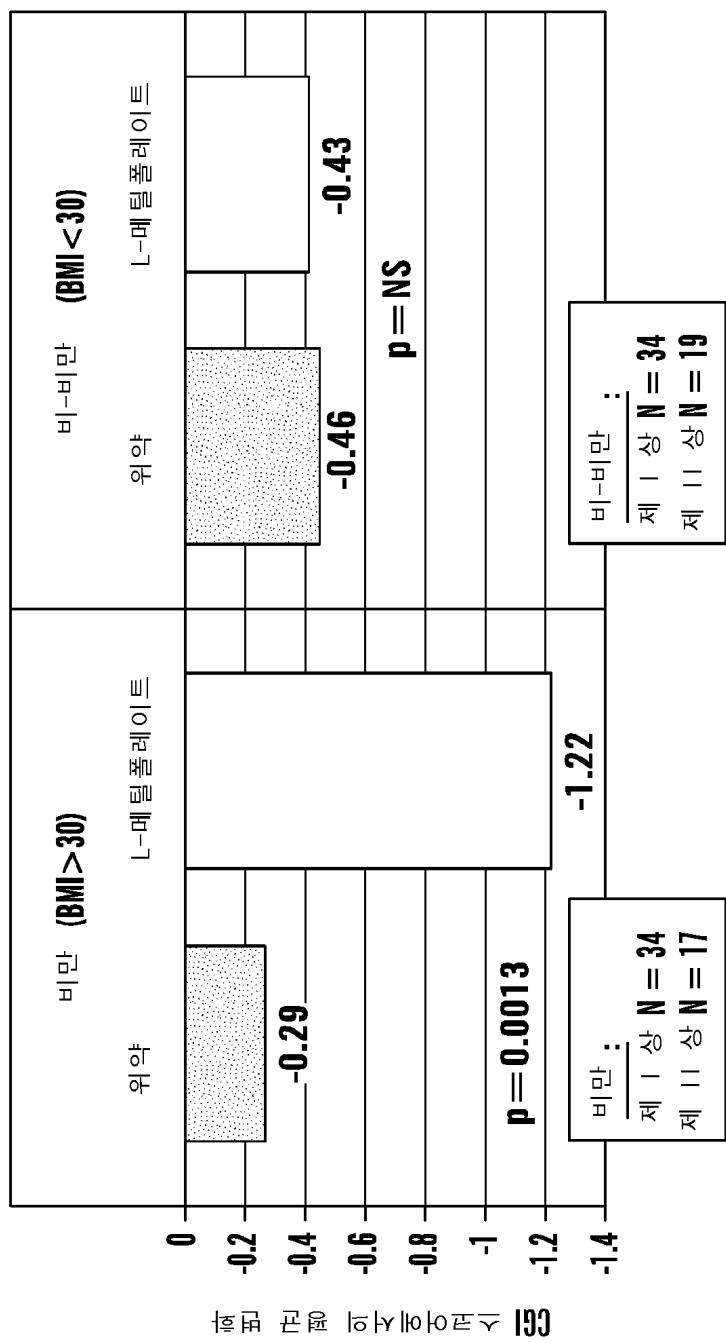 비만 (BMI>30)
비-비만 (BMI<30)
위약
L-메틸폴레이트
위약
L-메틸폴레이트
CGI 스코어에서의 평균 변화
0
-0.2
-0.4
-0.6
-0.8
-1
-1.2
-1.4
-0.29
-1.22
-0.46
-0.43
p=0.0013
p=NS
비만 :
제 I 상 N = 34
제 II 상 N = 17
비-비만 :
제 I 상 N = 34
제 II 상 N = 19